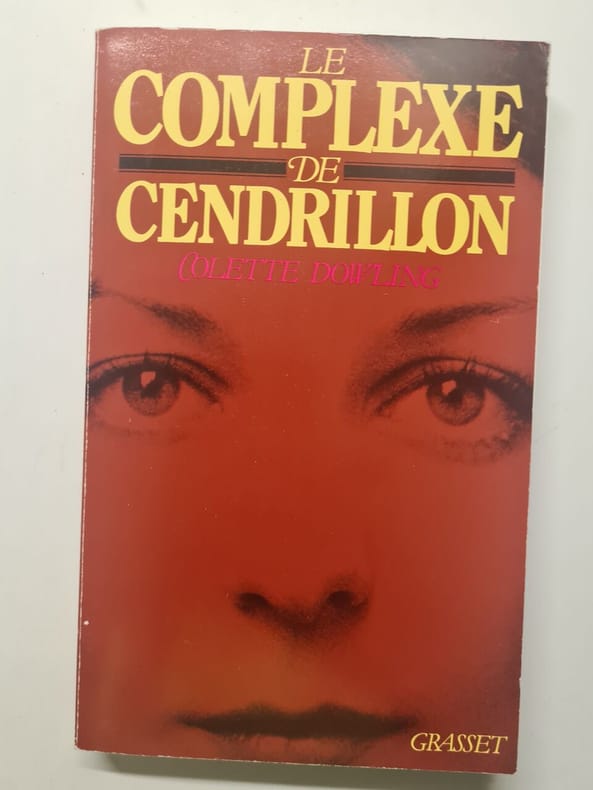 LE
COMPLEXE
DE
CENDRILLON
COLETTE DOWLING
GRASSET